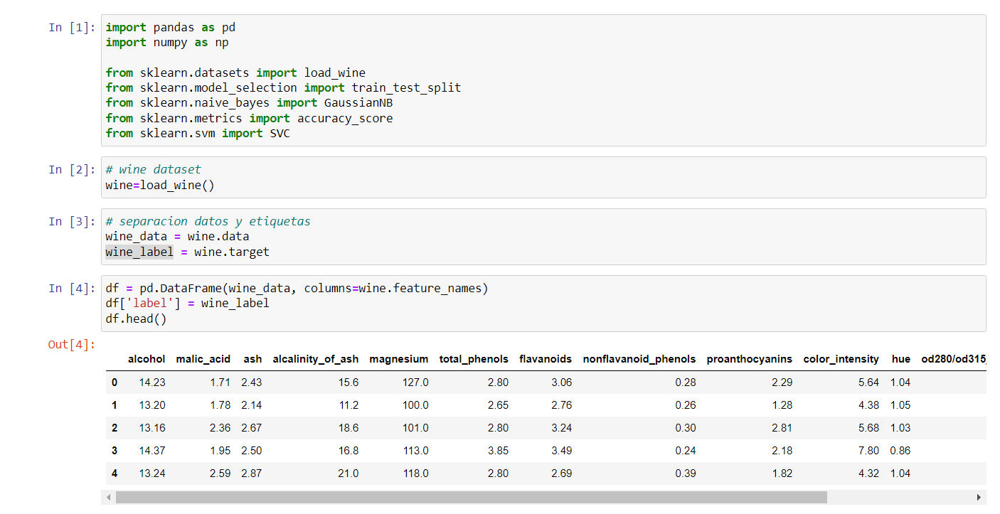 In [1]: import pandas as pd
import numpy as np
from sklearn.datasets import load_wine
from sklearn.model_selection import train_test_split
from sklearn.naive_bayes import GaussianNB
from sklearn.metrics import accuracy_score
from sklearn.svm import SVC
In [2]: # wine dataset
wine=load_wine()
In [3]: # separacion datos y etiquetas
wine_data = wine.data
wine_label = wine.target
In [4]: df = pd.DataFrame(wine_data, columns=wine.feature_names)
df['label'] = wine_label
df.head()
Out[4]:
alcohol malic_acid ash alcalinity_of_ash magnesium total_phenols flavanoids nonflavanoid_phenols proanthocyanins color_intensity hue od280/od315_
0 14.23 1.71 2.43 15.6 127.0 2.80 3.06 0.28 2.29 5.64 1.04
1 13.20 1.78 2.14 11.2 100.0 2.65 2.76 0.26 1.28 4.38 1.05
2 13.16 2.36 2.67 18.6 101.0 2.80 3.24 0.30 2.81 5.68 1.03
3 14.37 1.95 2.50 16.8 113.0 3.85 3.49 0.24 2.18 7.80 0.86
4 13.24 2.59 2.87 21.0 118.0 2.80 2.69 0.39 1.82 4.32 1.04